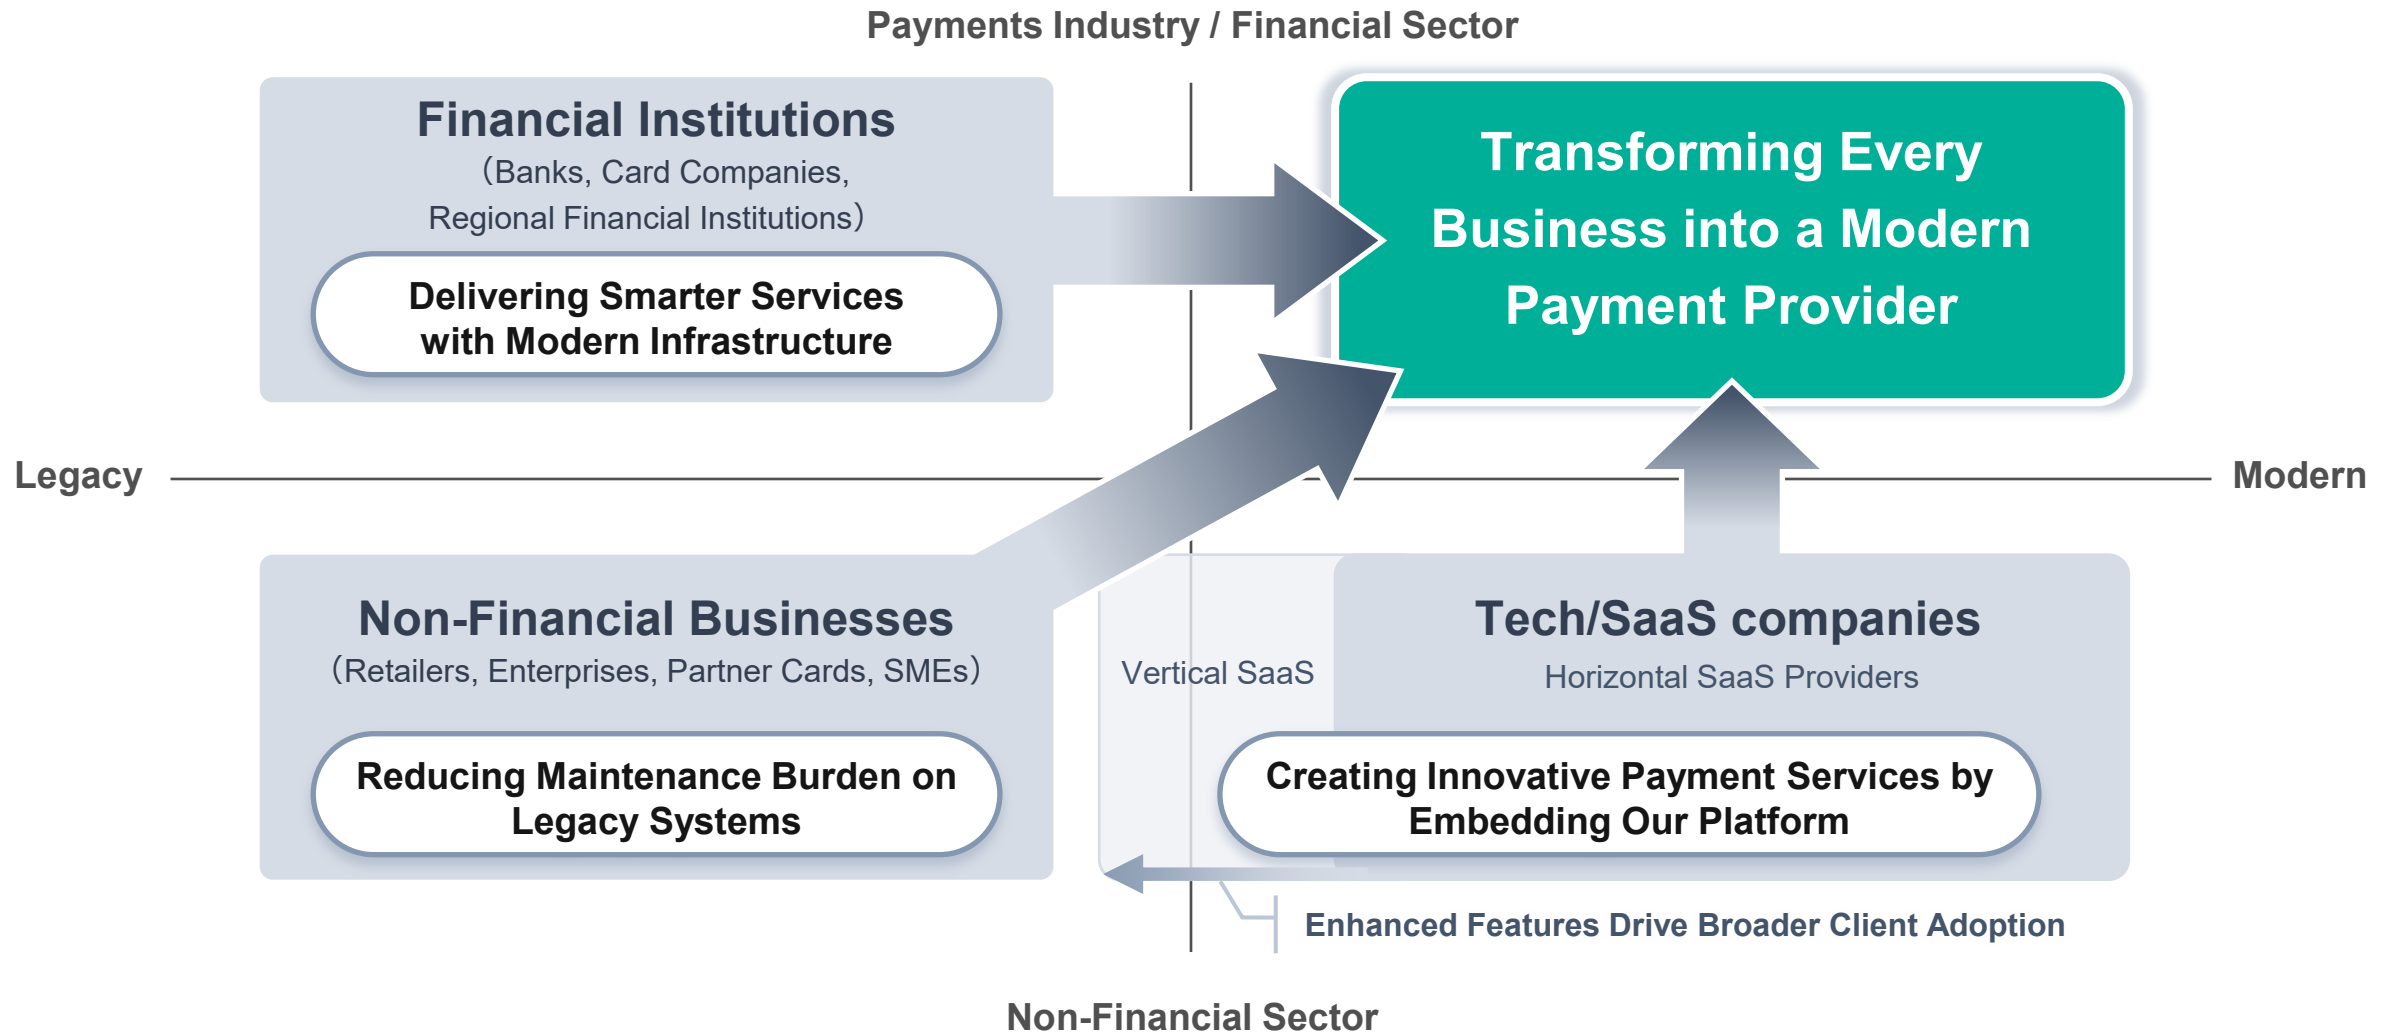 Payments Industry / Financial Sector
Financial Institutions
（Banks, Card Companies,
Regional Financial Institutions）
Delivering Smarter Services
with Modern Infrastructure
Transforming Every
Business into a Modern
Payment Provider
Legacy
Modern
Non-Financial Businesses
（Retailers, Enterprises, Partner Cards, SMEs）
Reducing Maintenance Burden on
Legacy Systems
Vertical SaaS
Tech/SaaS companies
Horizontal SaaS Providers
Creating Innovative Payment Services by
Embedding Our Platform
Enhanced Features Drive Broader Client Adoption
Non-Financial Sector